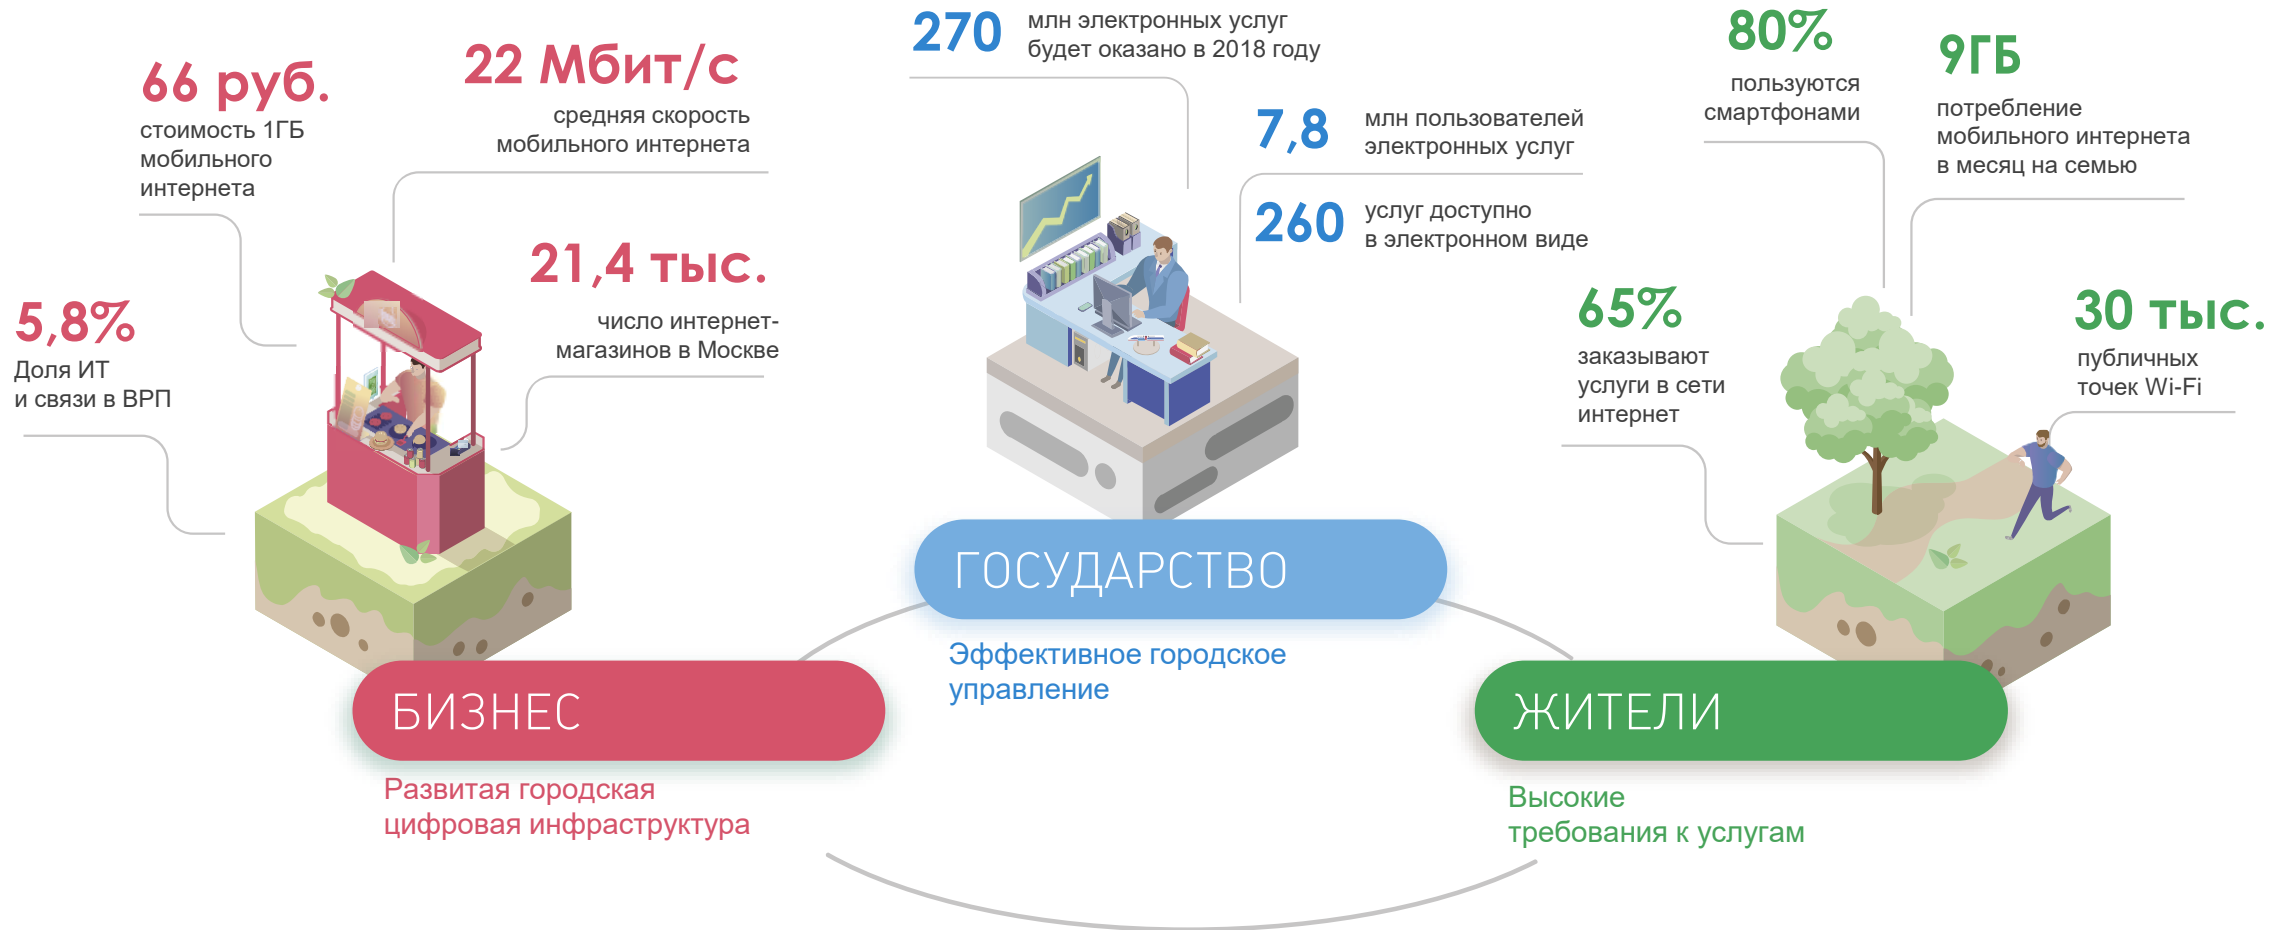 66 руб.
стоимость 1ГБ
мобильного
интернета
22 Мбит/с
средняя скорость
мобильного интернета
5,8%
Доля ИТ
и связи в ВРП
21,4 тыс.
число интернет-
магазинов в Москве
БИЗНЕС
Развитая городская
цифровая инфраструктура
270
млн электронных услуг
будет оказано в 2018 году
7,8
млн пользователей
электронных услуг
260
услуг доступно
в электронном виде
ГОСУДАРСТВО
Эффективное городское
управление
80%
пользуются
смартфонами
9ГБ
потребление
мобильного интернета
в месяц на семью
65%
заказывают
услуги в сети
интернет
30 тыс.
публичных
точек Wi-Fi
ЖИТЕЛИ
Высокие
требования к услугам